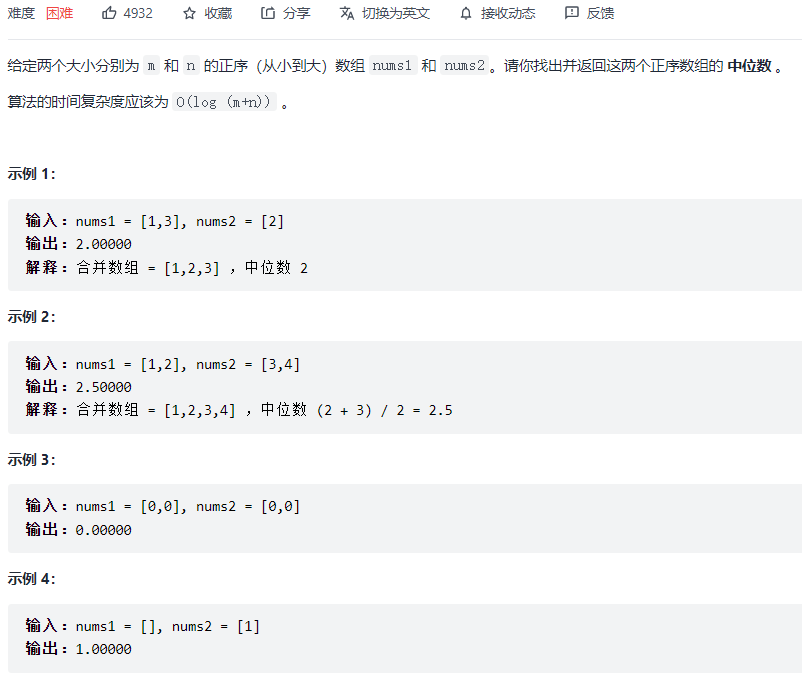 难度 困难 4932 收藏 分享 切换为英文 接收动态 反馈
给定两个大小分别为 m 和 n 的正序（从小到大）数组 nums1 和 nums2。请你找出并返回这两个正序数组的 中位数 。
算法的时间复杂度应该为 O(log (m+n)) 。
示例 1：
输入：nums1 = [1,3], nums2 = [2]
输出：2.00000
解释：合并数组 = [1,2,3] ，中位数 2
示例 2：
输入：nums1 = [1,2], nums2 = [3,4]
输出：2.50000
解释：合并数组 = [1,2,3,4] ，中位数 (2 + 3) / 2 = 2.5
示例 3：
输入：nums1 = [0,0], nums2 = [0,0]
输出：0.00000
示例 4：
输入：nums1 = [], nums2 = [1]
输出：1.00000